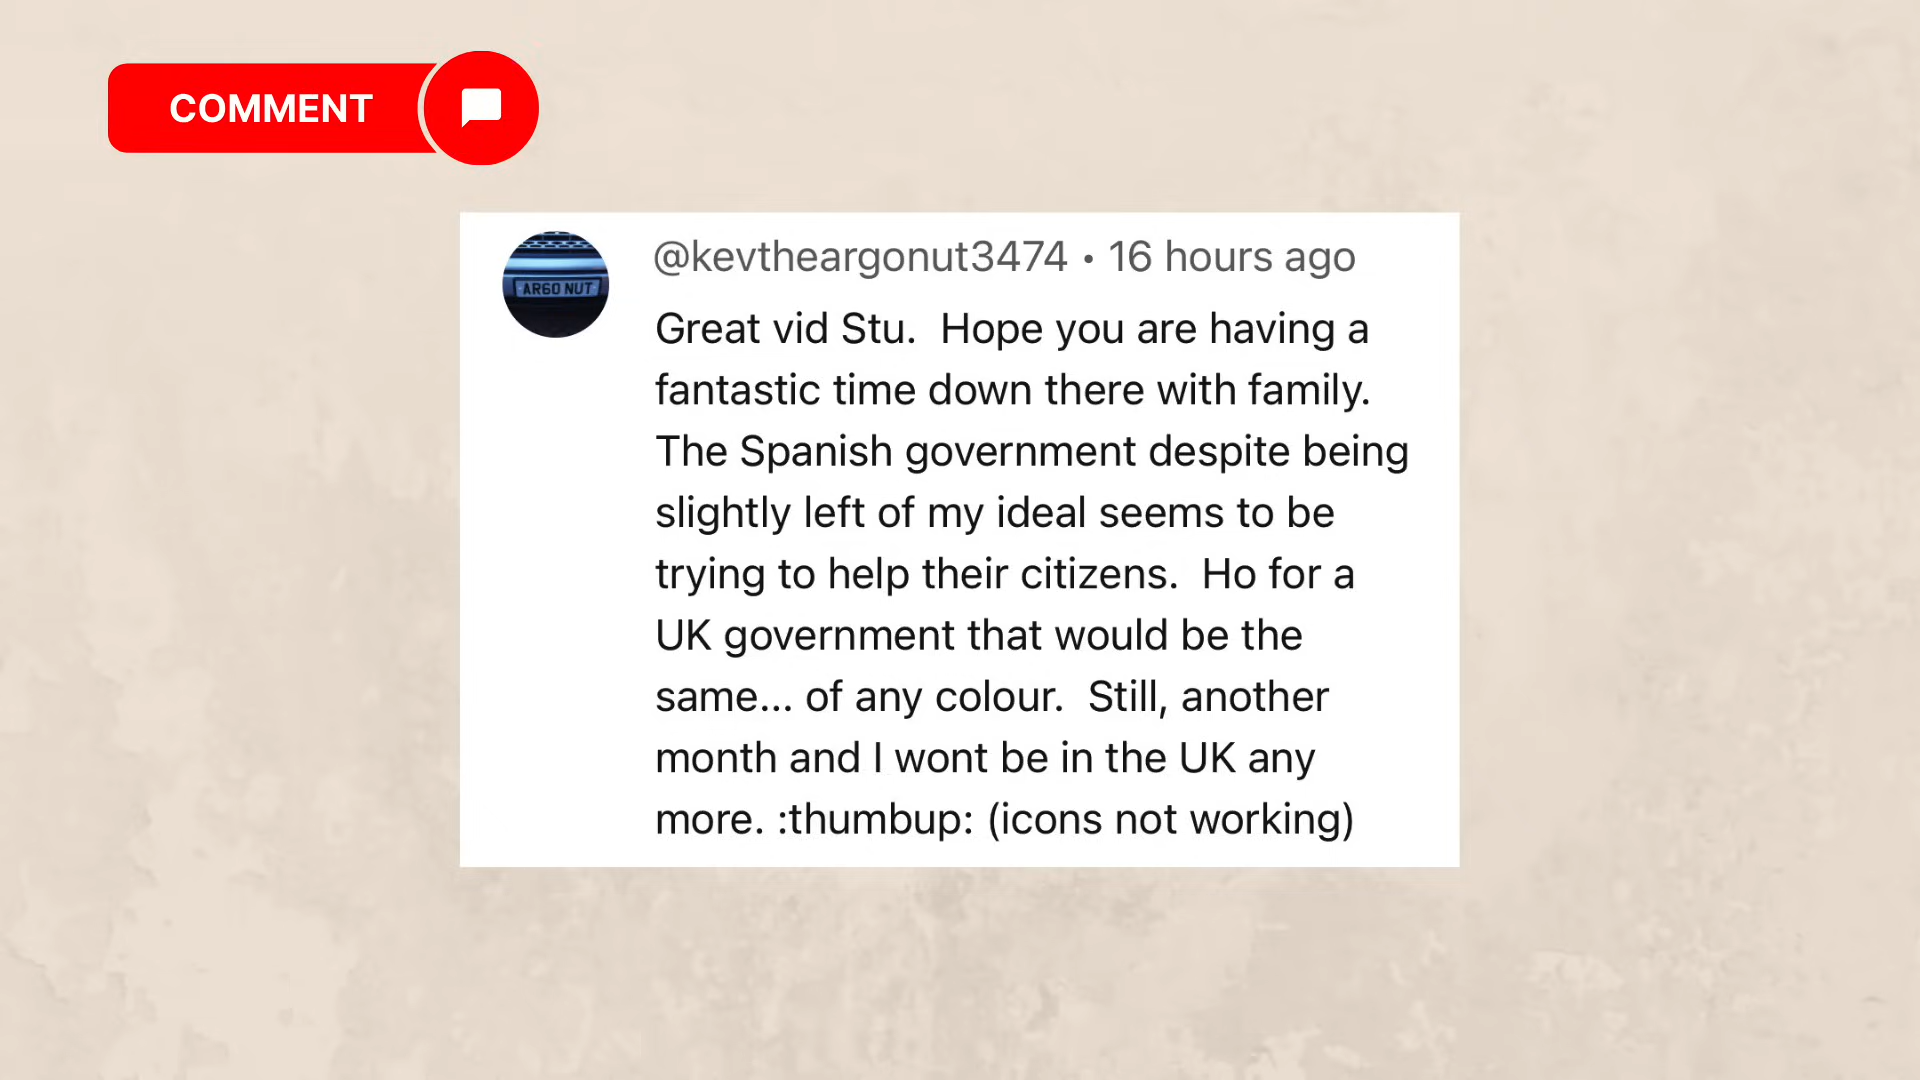 COMMENT
@kevtheargonut3474 • 16 hours ago
AR60 NUT
Great vid Stu.  Hope you are having a
fantastic time down there with family.
The Spanish government despite being
slightly left of my ideal seems to be
trying to help their citizens.  Ho for a
UK government that would be the
same... of any colour.  Still, another
month and I wont be in the UK any
more. :thumbup: (icons not working)